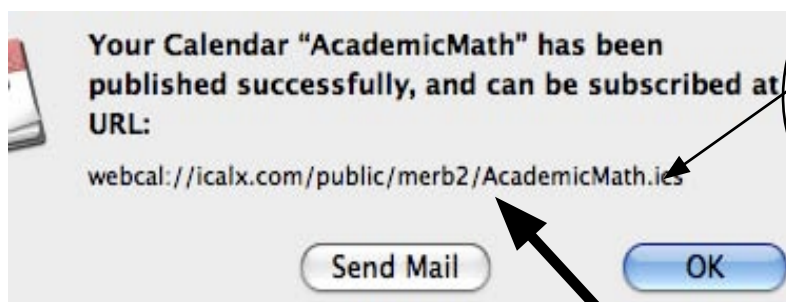 Your Calendar “AcademicMath” has been
published successfully, and can be subscribed at
URL:
webcal://icalx.com/public/merb2/AcademicMath.ics
Send Mail
OK